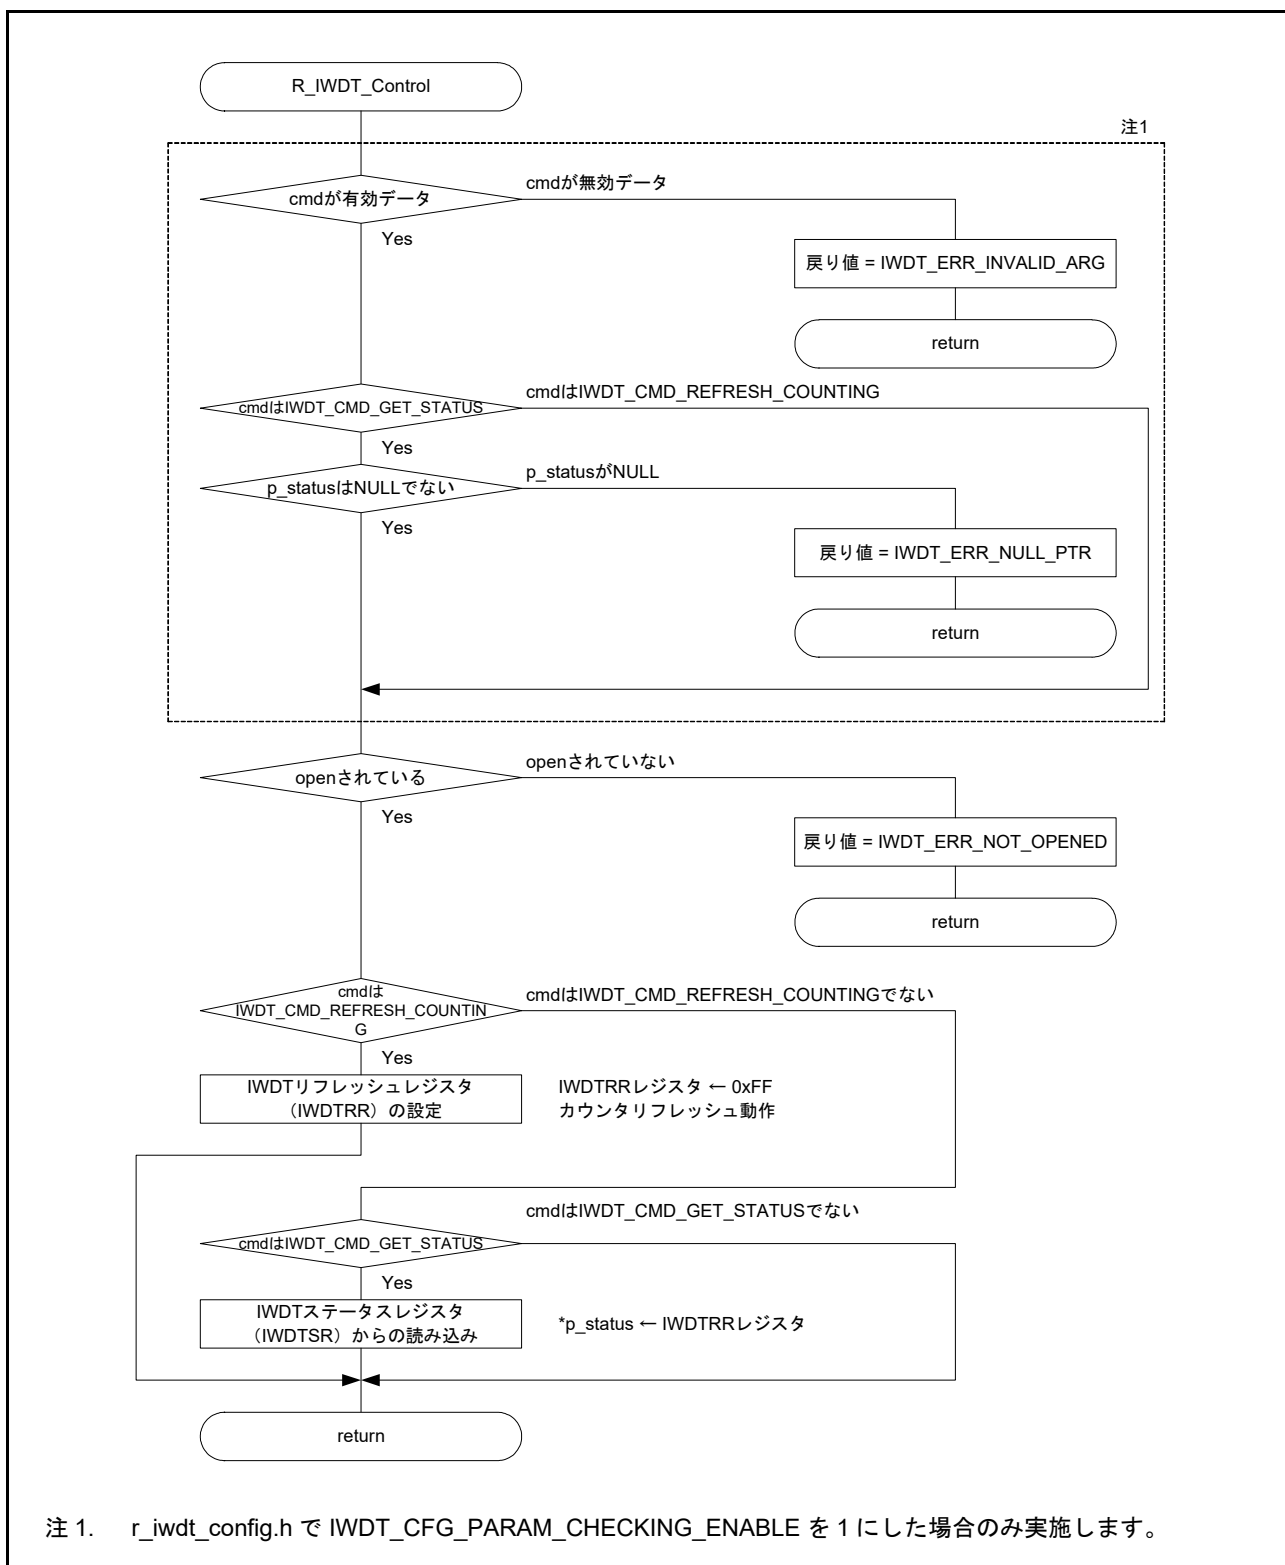 R_IWDT_Control
注1
cmdが有効データ
cmdが無効データ
Yes
戻り値 = IWDT_ERR_INVALID_ARG
return
cmdはIWDT_CMD_GET_STATUS
cmdはIWDT_CMD_REFRESH_COUNTING
Yes
p_statusはNULLでない
p_statusがNULL
Yes
戻り値 = IWDT_ERR_NULL_PTR
return
openされている
openされていない
Yes
戻り値 = IWDT_ERR_NOT_OPENED
return
cmdは
IWDT_CMD_REFRESH_COUNTIN
G
cmdはIWDT_CMD_REFRESH_COUNTINGでない
Yes
IWDTリフレッシュレジスタ
（IWDTRR）の設定
IWDTRRレジスタ ← 0xFF
カウンタリフレッシュ動作
cmdはIWDT_CMD_GET_STATUSでない
cmdはIWDT_CMD_GET_STATUS
Yes
IWDTステータスレジスタ
（IWDTSR）からの読み込み
*p_status ← IWDTRRレジスタ
return
注 1. r_iwdt_config.h で IWDT_CFG_PARAM_CHECKING_ENABLE を 1 にした場合のみ実施します。